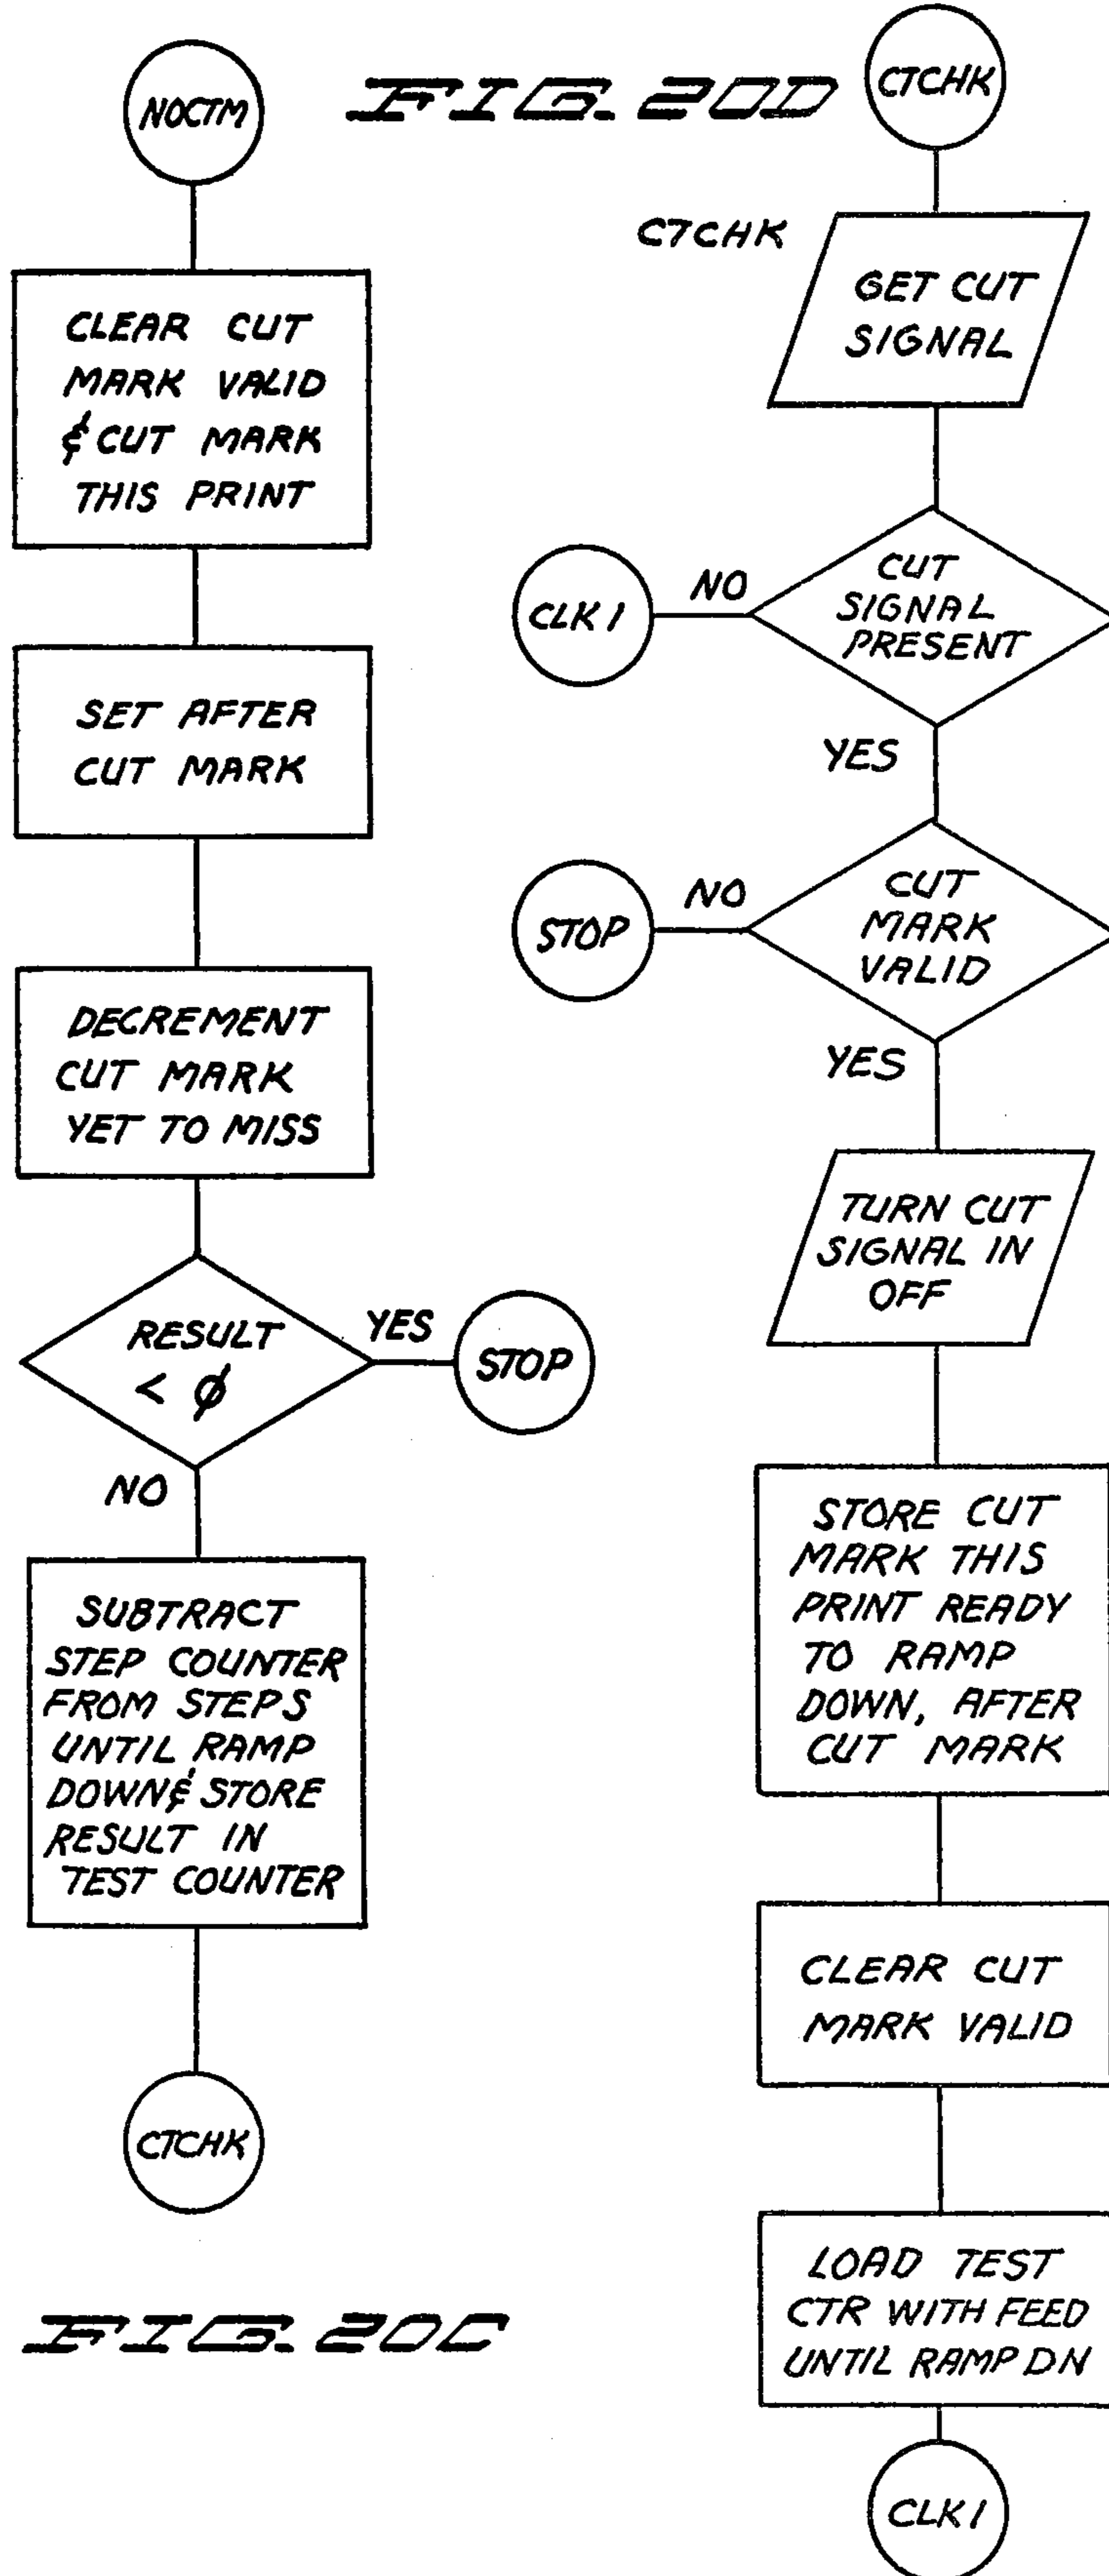 NOCTM
CLEAR CUT
MARK VALID
& CUT MARK
THIS PRINT
SET AFTER
CUT MARK
DECREMENT
CUT MARK
YET TO MISS
RESULT
< ϕ
YES
STOP
NO
SUBTRACT
STEP COUNTER
FROM STEPS
UNTIL RAMP
DOWN & STORE
RESULT IN
TEST COUNTER
CTCHK
FIG. 20C
FIG. 20D
CTCHK
CTCHK
GET CUT
SIGNAL
CUT
SIGNAL
PRESENT
NO
CLK1
YES
CUT
MARK
VALID
NO
STOP
YES
TURN CUT
SIGNAL IN
OFF
STORE CUT
MARK THIS
PRINT READY
TO RAMP
DOWN, AFTER
CUT MARK
CLEAR CUT
MARK VALID
LOAD TEST
CTR WITH FEED
UNTIL RAMP DN
CLK1